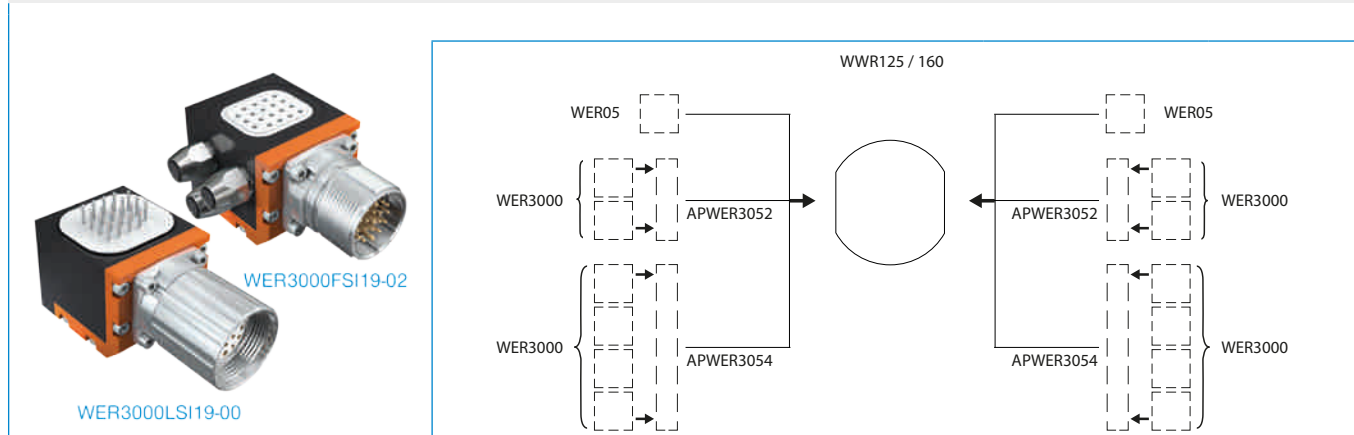 WWR125 / 160
WER05
WER05
WER3000
APWER3052
APWER3052
WER3000
WER3000FSI19-02
WER3000
APWER3054
APWER3054
WER3000
WER3000LSI19-00